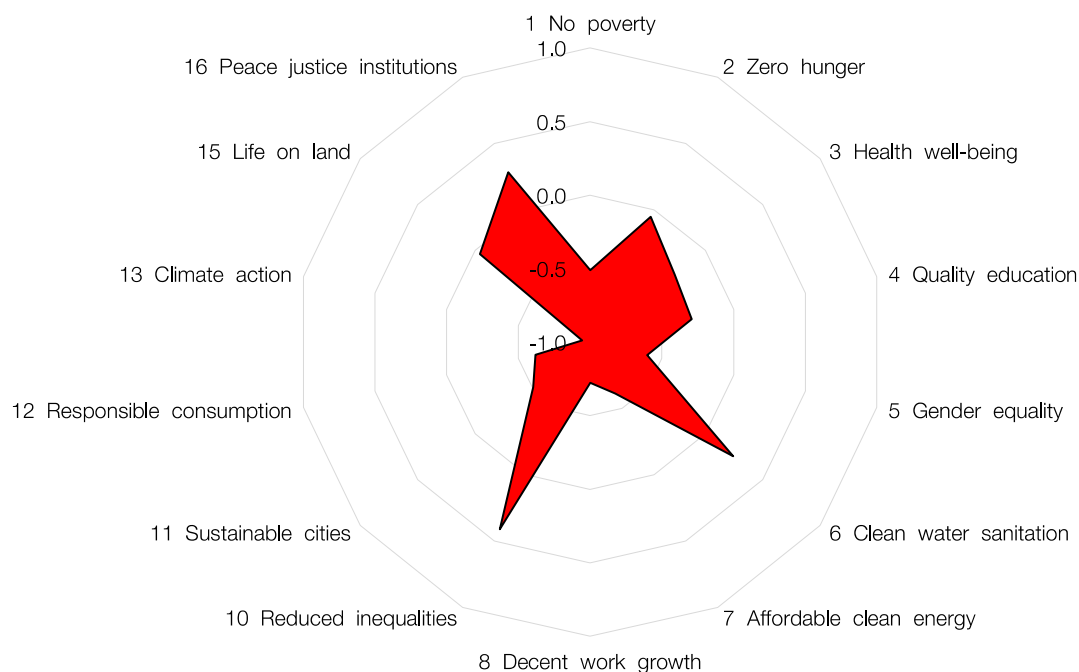 1 No poverty
1.0
16 Peace justice institutions
2 Zero hunger
0.5
15 Life on land
3 Health well-being
0.0
-0.5
13 Climate action
4 Quality education
-1.0
12 Responsible consumption
5 Gender equality
11 Sustainable cities
6 Clean water sanitation
10 Reduced inequalities
7 Affordable clean energy
8 Decent work growth